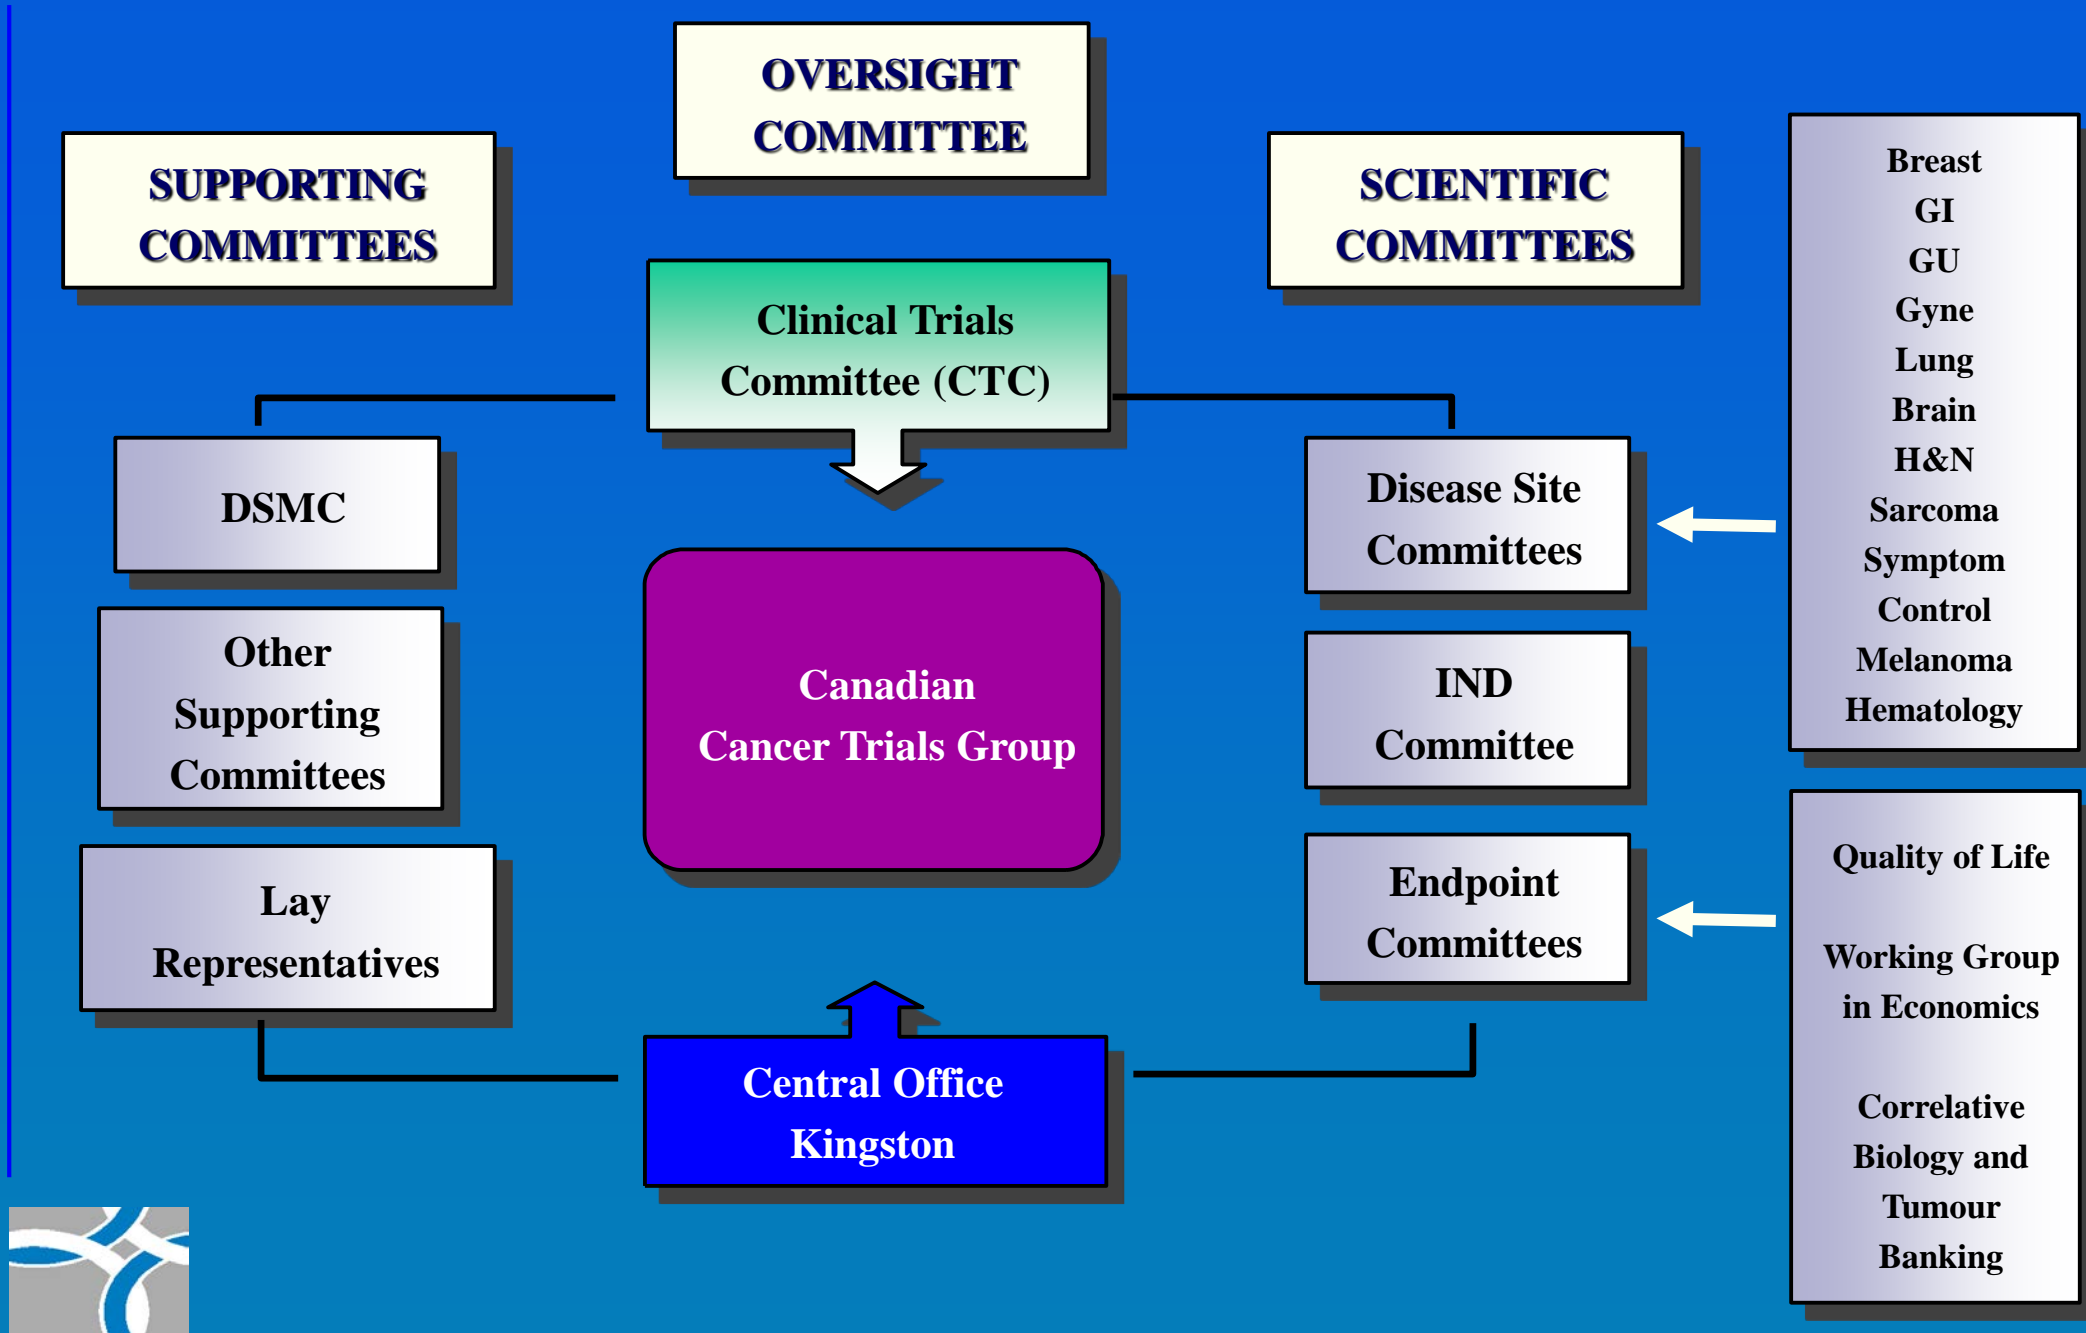 OVERSIGHT
COMMITTEE
SUPPORTING
COMMITTEES
SCIENTIFIC
COMMITTEES
Clinical Trials
Committee (CTC)
DSMC
Other
Supporting
Committees
Lay
Representatives
Canadian
Cancer Trials Group
Central Office
Kingston
Disease Site
Committees
IND
Committee
Endpoint
Committees
Breast
GI
GU
Gyne
Lung
Brain
H&N
Sarcoma
Symptom
Control
Melanoma
Hematology
Quality of Life
Working Group
in Economics
Correlative
Biology and
Tumour
Banking